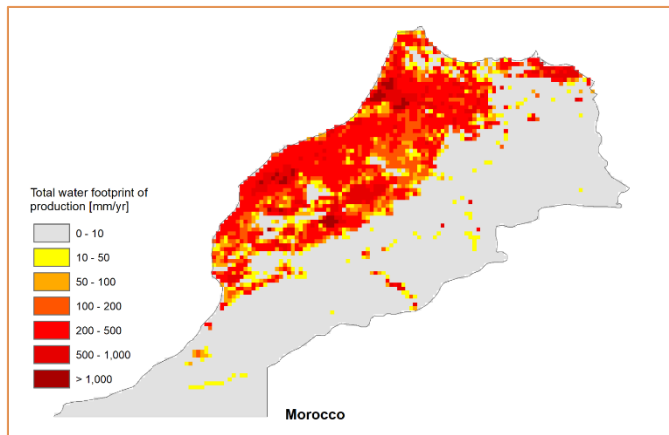 Total water footprint of
production [mm/yr]
0 - 10
10 - 50
50 - 100
100 - 200
200 - 500
500 - 1,000
> 1,000
Morocco